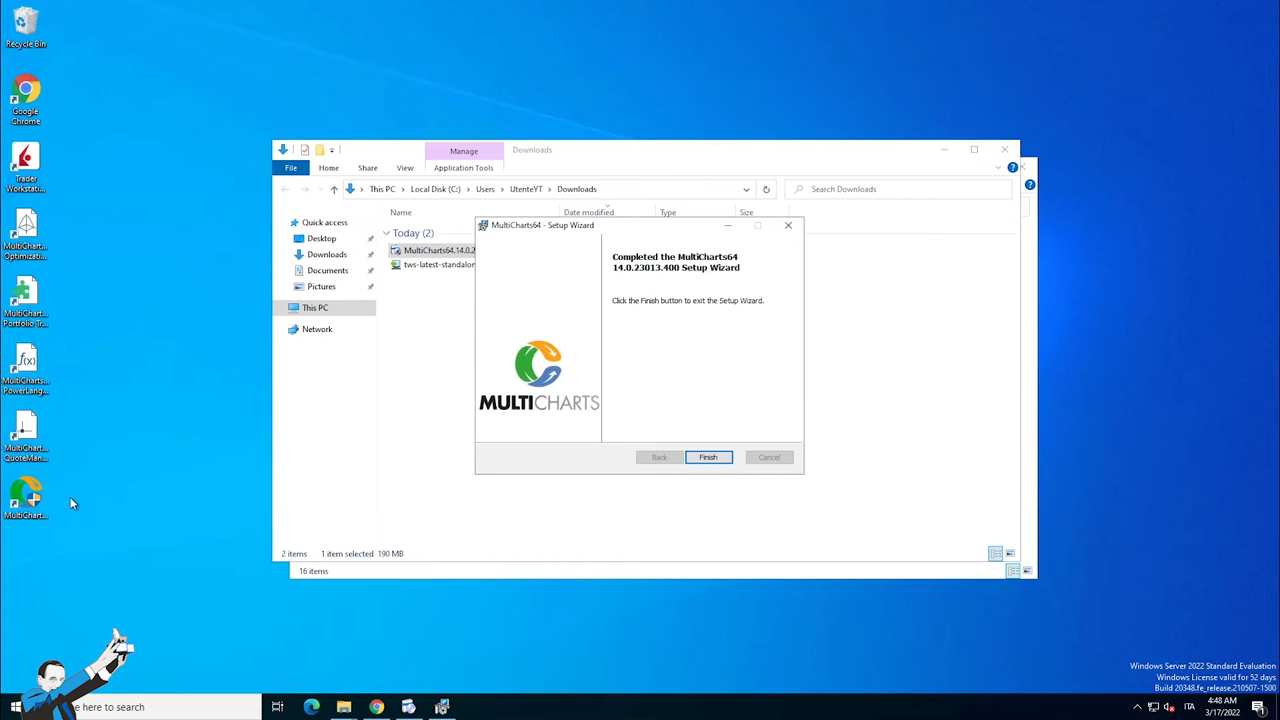 Recycle Bin
Google
Chrome
Trader
Workstati...
MultiChart...
Optimizati...
MultiChart...
Portfolio Tr...
f(x)
MultiCharts...
PowerLang...
MultiChart...
QuoteMan...
MultiChart...
Manage
Downloads
File
Home
Share
View
Application Tools
This PC
Local Disk (C:)
Users
UtenteYT
Downloads
Search Downloads
Quick access
Desktop
Downloads
Documents
Pictures
This PC
Network
Name
Date modified
Type
Size
Today (2)
MultiCharts64.14.0.2
tws-latest-standalon
MultiCharts64 - Setup Wizard
Completed the MultiCharts64
14.0.23013.400 Setup Wizard
Click the Finish button to exit the Setup Wizard.
MULTICHARTS
Back
Finish
Cancel
2 items
1 item selected 190 MB
16 items
Windows Server 2022 Standard Evaluation
Windows License valid for 52 days
Build 20348.fe_release.210507-1500
here to search
ITA
4:48 AM
3/17/2022